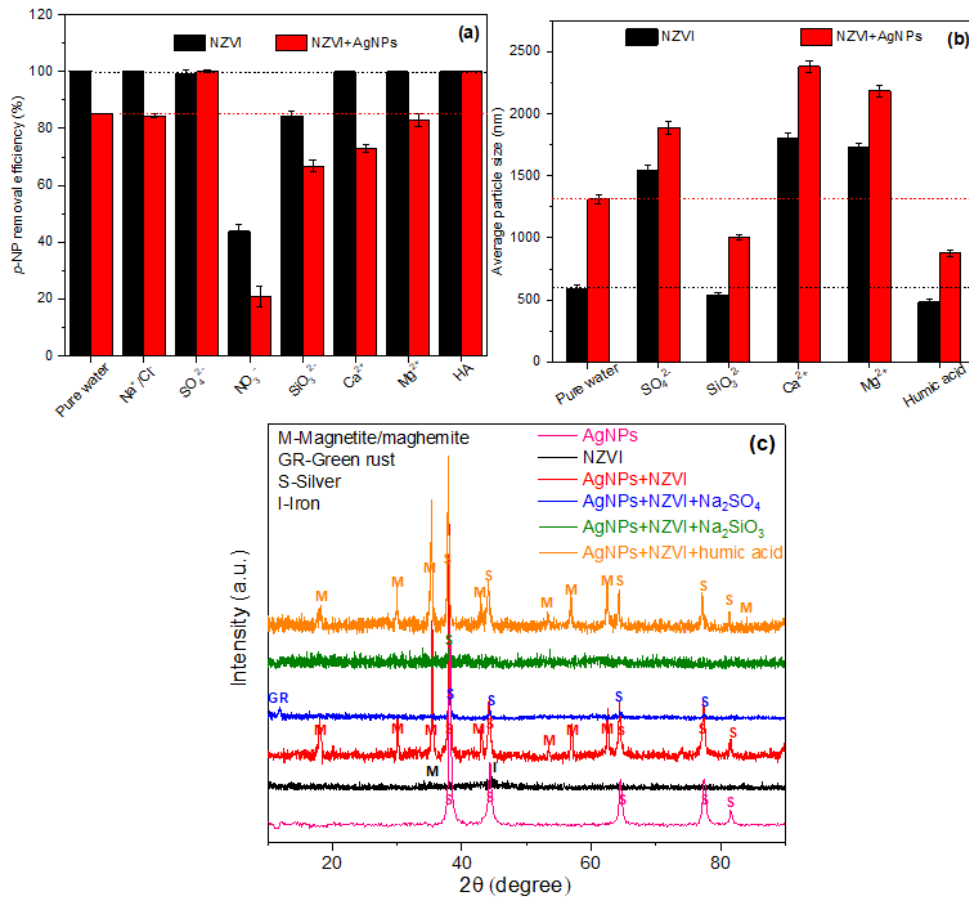 (a)
NZVI
NZVI+AgNPs
p-NP removal efficiency (%)
120
100
80
60
40
20
0
Pure water
Na⁺/Cl⁻
SO₄²⁻
NO₃⁻
SiO₃²⁻
Ca²⁺
Mg²⁺
HA
(b)
NZVI
NZVI+AgNPs
Average particle size (nm)
2500
2000
1500
1000
500
0
Pure water
SO₄²⁻
SiO₃²⁻
Ca²⁺
Mg²⁺
Humic acid
(c)
M-Magnetite/maghemite
GR-Green rust
S-Silver
I-Iron
AgNPs
NZVI
AgNPs+NZVI
AgNPs+NZVI+Na₂SO₄
AgNPs+NZVI+Na₂SiO₃
AgNPs+NZVI+humic acid
Intensity (a.u.)
M M M S M S M M M S S S M
S
GR S S S S
M M M S M S M M M S S S
M I
S S S S S
20 40 60 80
2θ (degree)